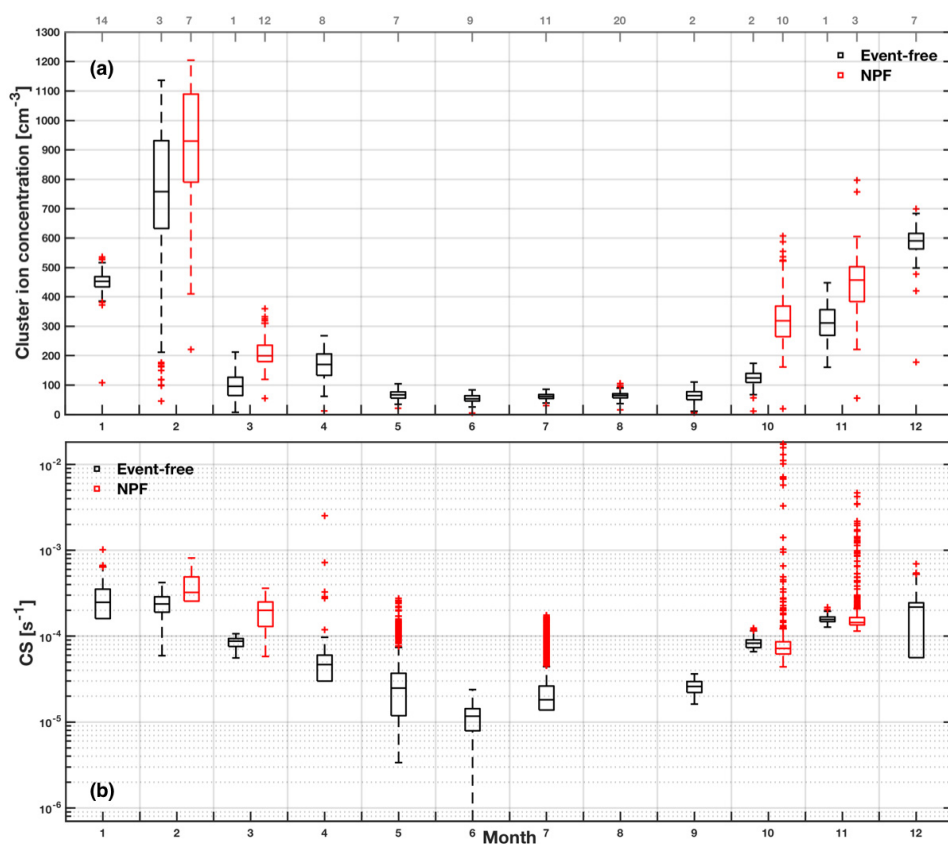 14 3 7 1 12 8 7 9 11 20 2 2 10 1 3 7
1300
(a)
Event-free
NPF
1200
1100
1000
900
800
700
600
500
400
300
200
100
0
Cluster ion concentration [cm-3]
1 2 3 4 5 6 7 8 9 10 11 12
Event-free
NPF
10-2
10-3
10-4
10-5
10-6
CS [s-1]
(b)
1 2 3 4 5 6 7 8 9 10 11 12
Month